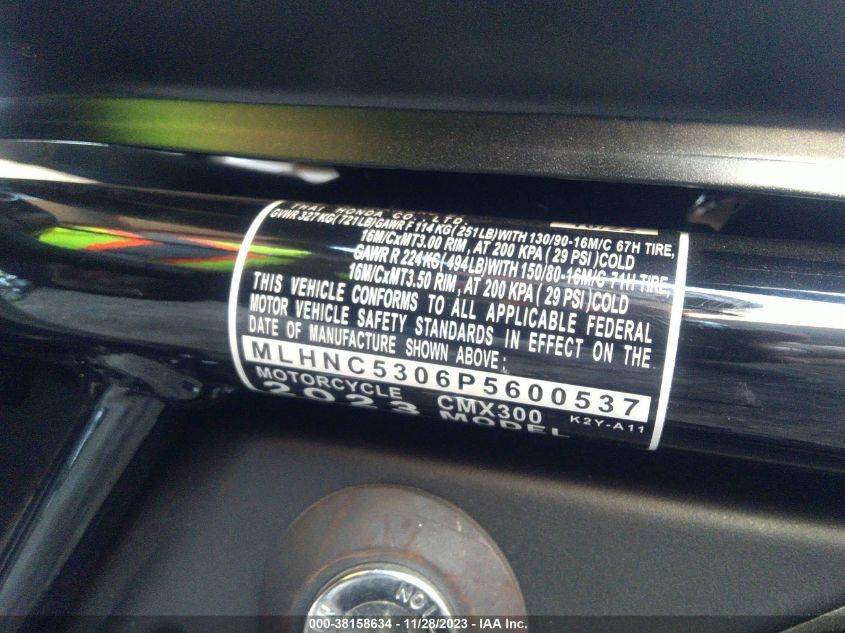 THAI HONDA CO., LTD.
GVWR 327 KG( 721LB)GAWR F 114 KG( 251LB)WITH 130/90-16M/C 67H TIRE,
16M/CxMT3.00 RIM, AT 200 KPA ( 29 PSI )COLD
GAWR R 224 KG( 494LB)WITH 150/80-16M/C 71H TIRE,
16M/CxMT3.50 RIM, AT 200 KPA ( 29 PSI )COLD
THIS VEHICLE CONFORMS TO ALL APPLICABLE FEDERAL
MOTOR VEHICLE SAFETY STANDARDS IN EFFECT ON THE
DATE OF MANUFACTURE SHOWN ABOVE:
MLHNC5306P5600537
MOTORCYCLE CMX300 K2Y-A11
2023 MODEL
ON
000-38158634 / 11/28/2023 / IAA Inc.